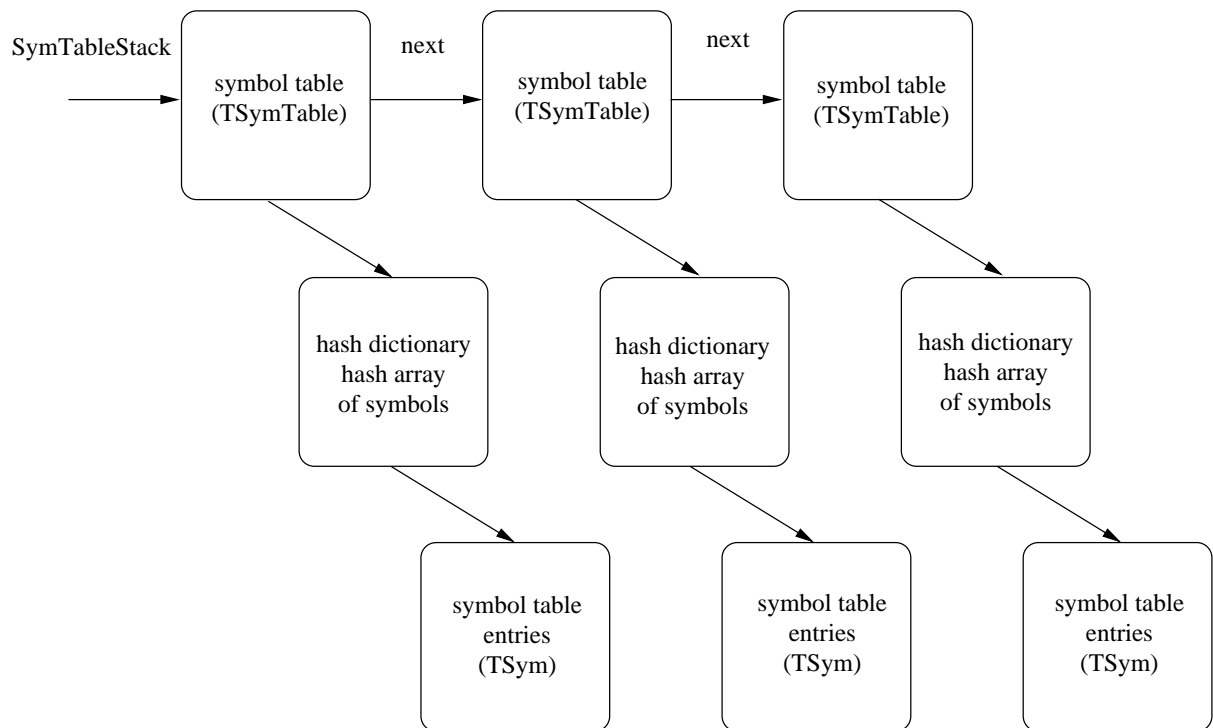 SymTableStack
next
next
symbol table
(TSymTable)
symbol table
(TSymTable)
symbol table
(TSymTable)
hash dictionary
hash array
of symbols
hash dictionary
hash array
of symbols
hash dictionary
hash array
of symbols
symbol table
entries
(TSym)
symbol table
entries
(TSym)
symbol table
entries
(TSym)